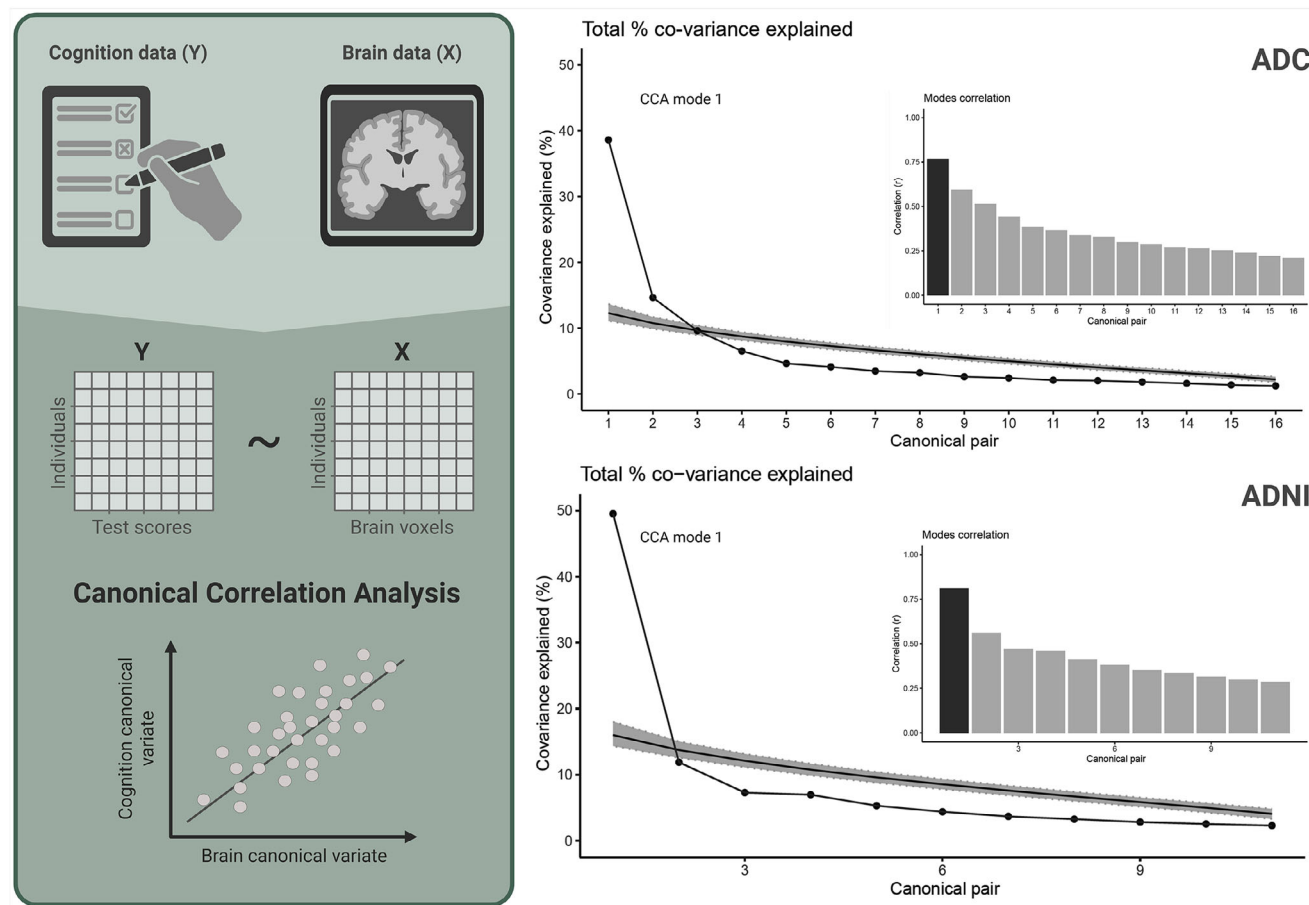 Cognition data (Y)
Brain data (X)
Y
X
Individuals
Individuals
~
Test scores
Brain voxels
Canonical Correlation Analysis
Cognition canonical
variate
Brain canonical variate
Total % co-variance explained
ADC
CCA mode 1
Covariance explained (%)
50
40
30
20
10
0
1 2 3 4 5 6 7 8 9 10 11 12 13 14 15 16
Canonical pair
Modes correlation
Correlation (r)
1.00
0.75
0.50
0.25
0.00
1 2 3 4 5 6 7 8 9 10 11 12 13 14 15 16
Canonical pair
Total % co−variance explained
ADNI
CCA mode 1
Covariance explained (%)
50
40
30
20
10
0
3 6 9
Canonical pair
Modes correlation
Correlation (r)
1.00
0.75
0.50
0.25
0.00
3 6 9
Canonical pair